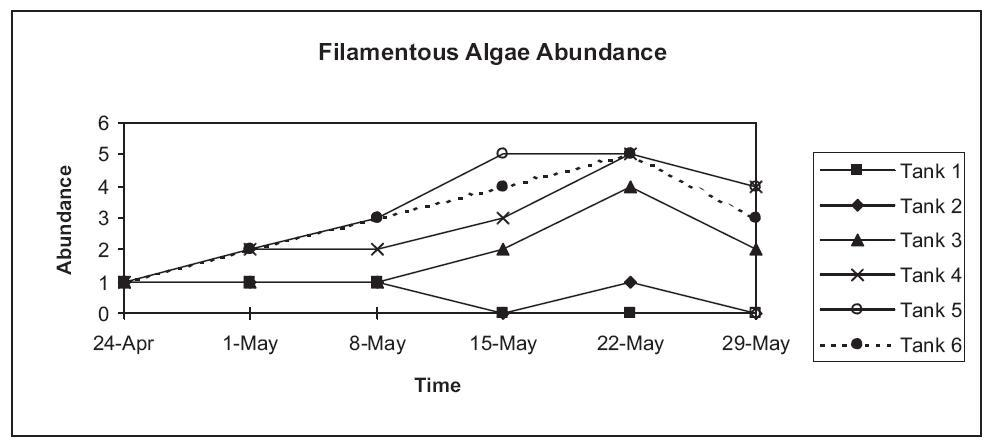 Filamentous Algae Abundance
6
5
4
3
2
1
0
Abundance
24-Apr 1-May 8-May 15-May 22-May 29-May
Time
Tank 1
Tank 2
Tank 3
Tank 4
Tank 5
Tank 6